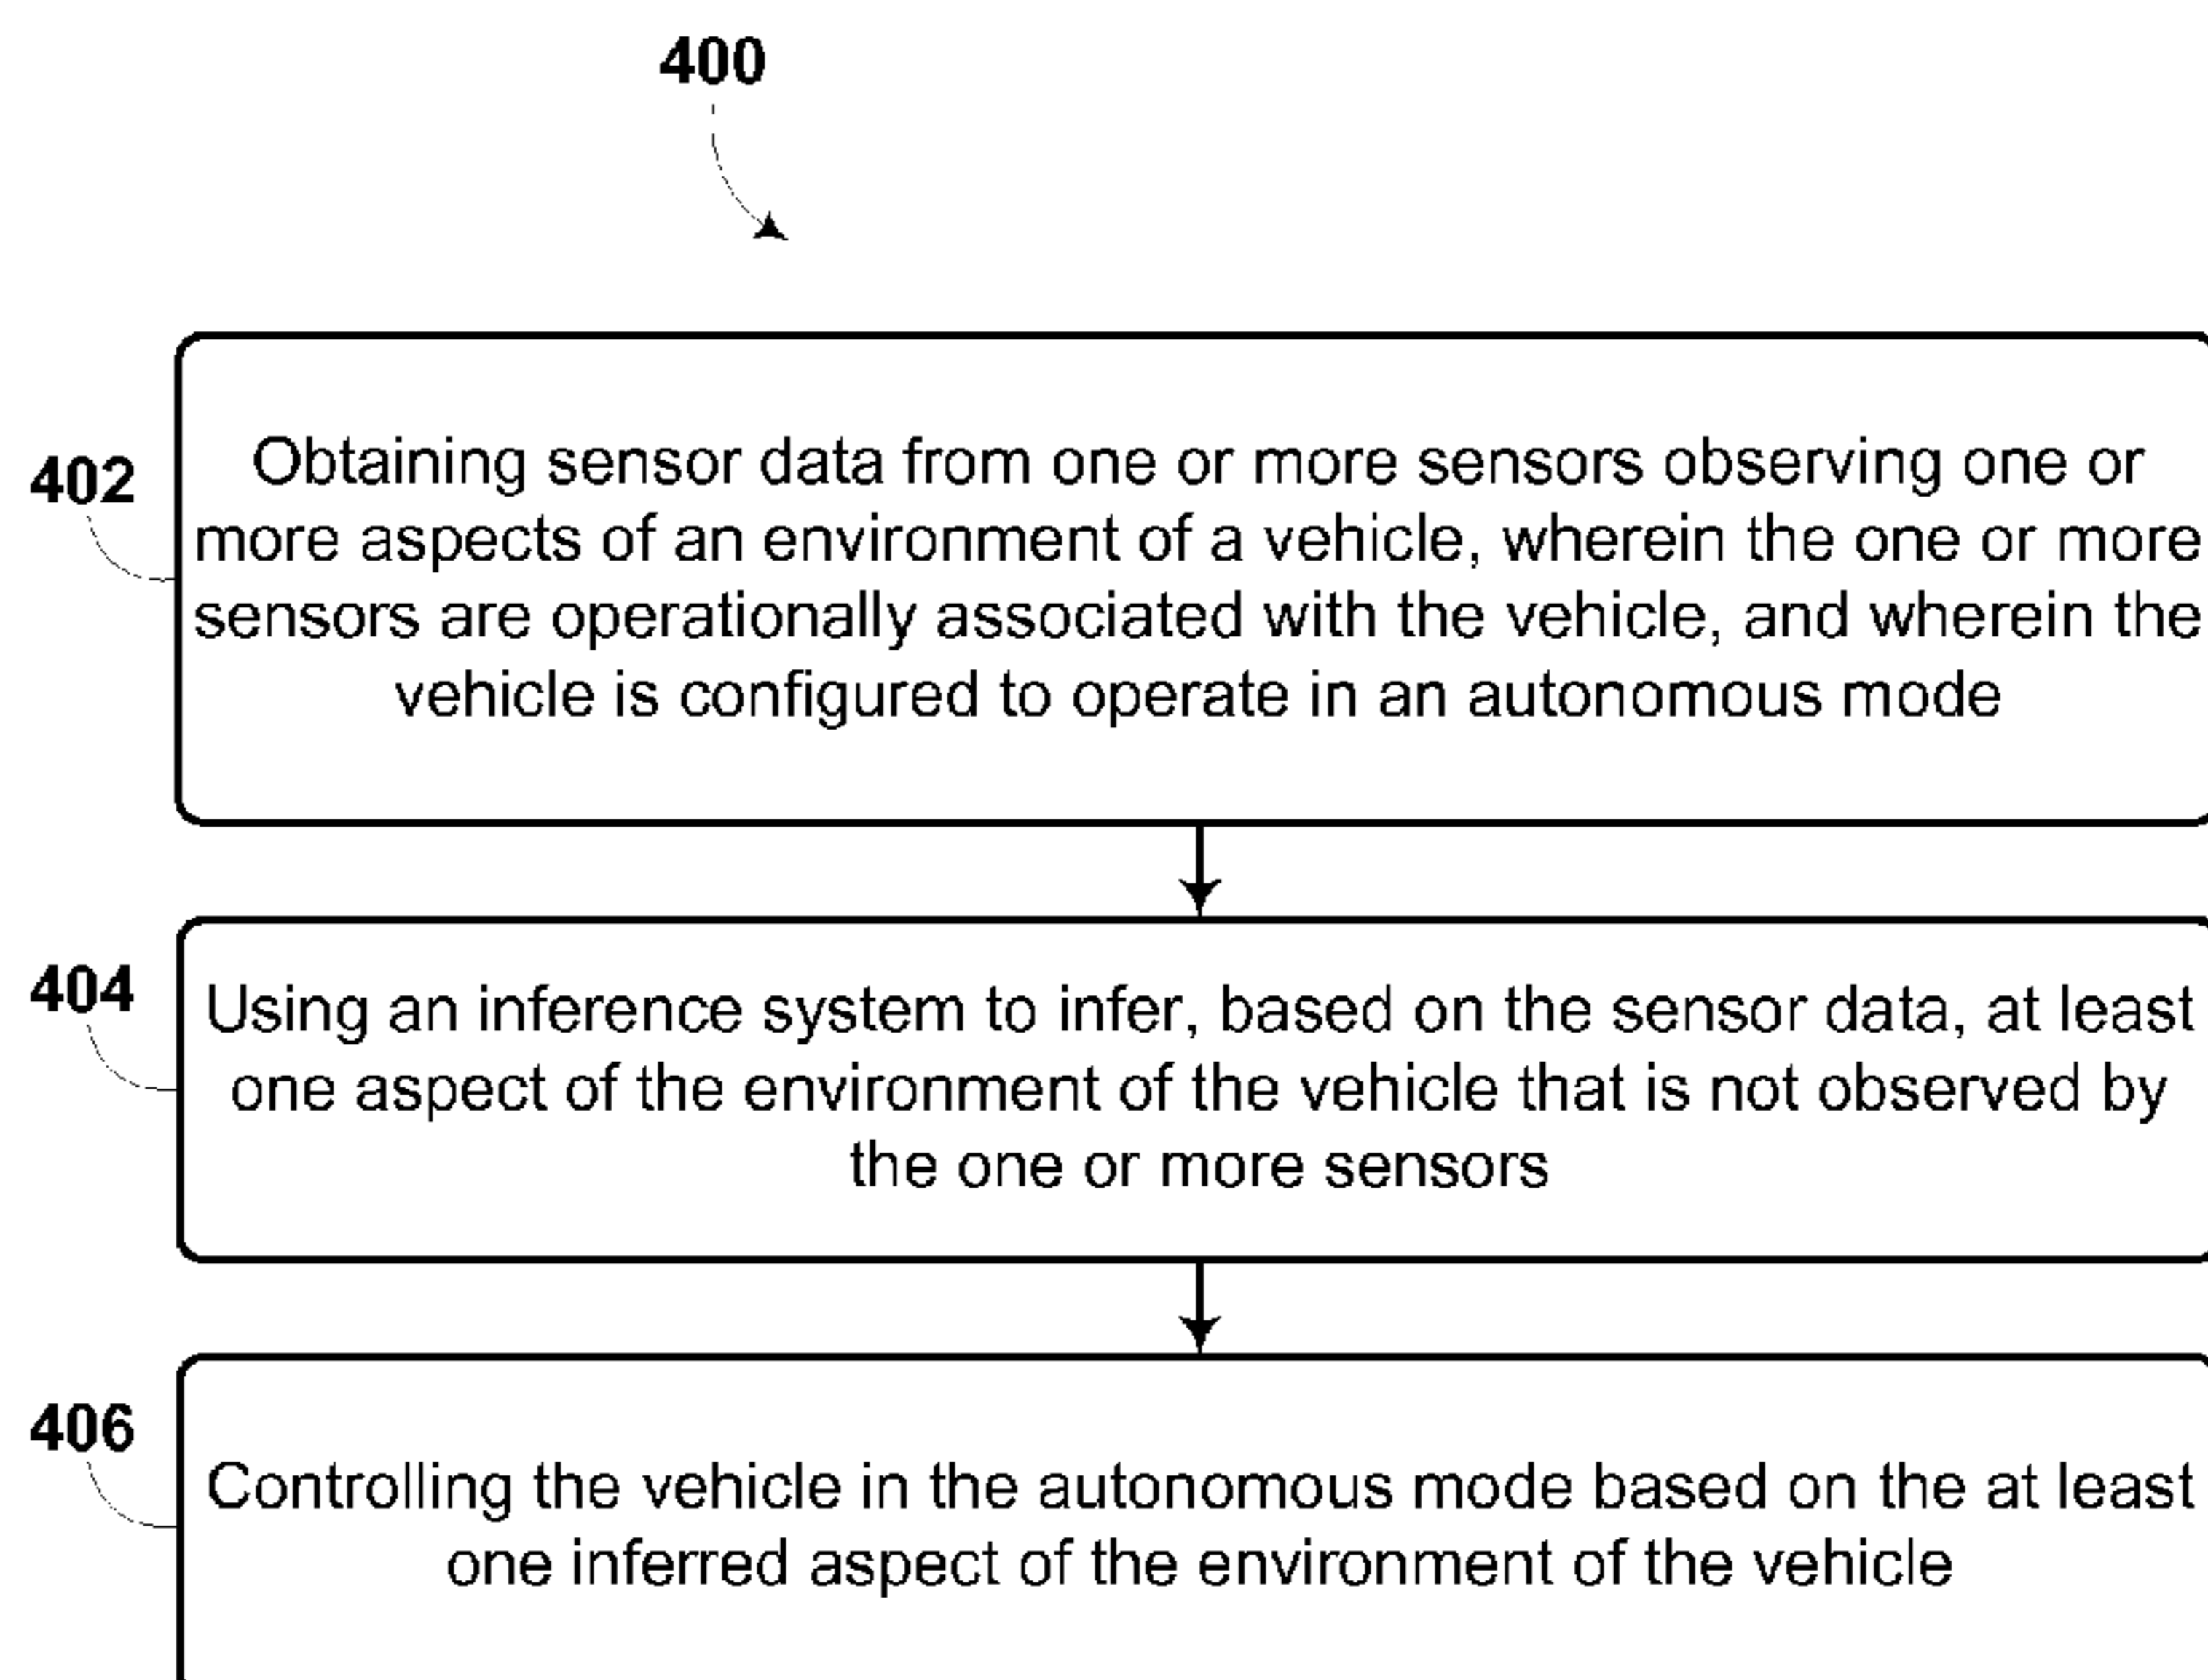 400
402
Obtaining sensor data from one or more sensors observing one or
more aspects of an environment of a vehicle, wherein the one or more
sensors are operationally associated with the vehicle, and wherein the
vehicle is configured to operate in an autonomous mode
404
Using an inference system to infer, based on the sensor data, at least
one aspect of the environment of the vehicle that is not observed by
the one or more sensors
406
Controlling the vehicle in the autonomous mode based on the at least
one inferred aspect of the environment of the vehicle